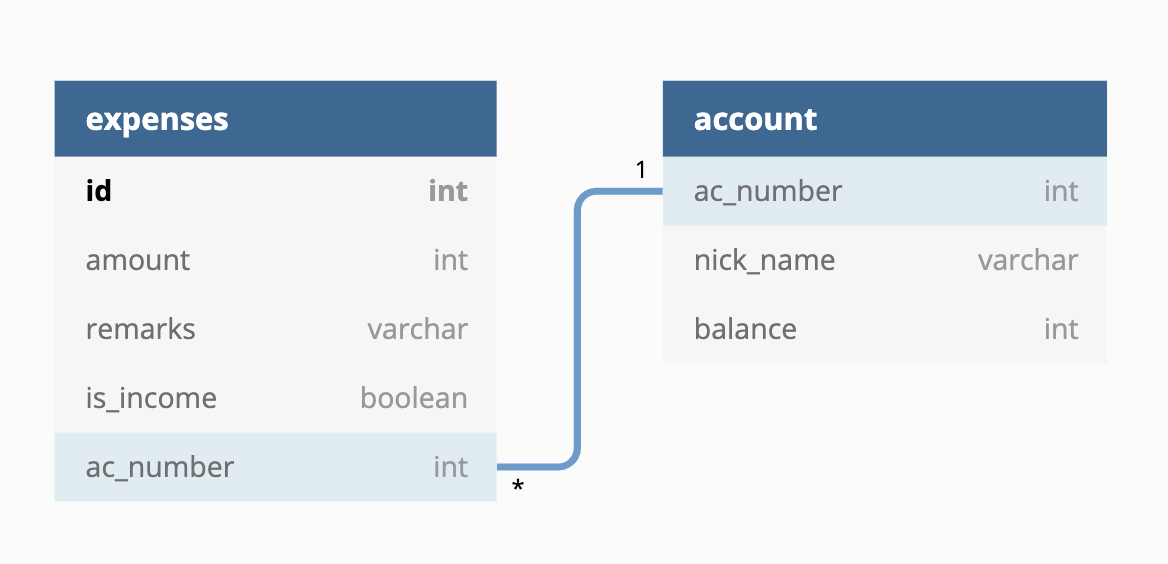 expenses
id int
amount int
remarks varchar
is_income boolean
ac_number int
*
1
account
ac_number int
nick_name varchar
balance int